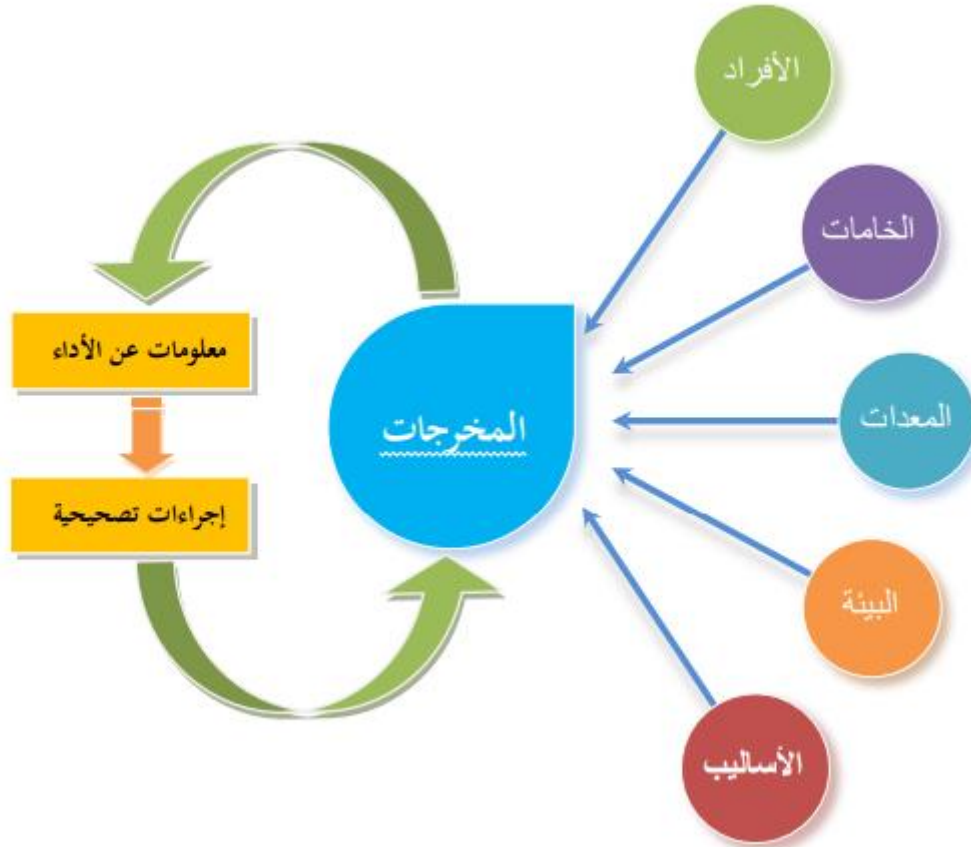 الأفراد
الخامات
المعدات
البيئة
الأساليب
المخرجات
معلومات عن الأداء
إجراءات تصحيحية